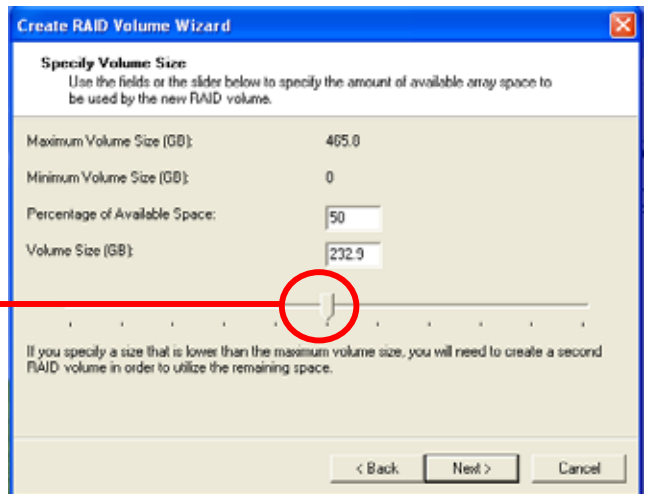 Create RAID Volume Wizard
Specify Volume Size
Use the fields or the slider below to specify the amount of available array space to
be used by the new RAID volume.
Maximum Volume Size (GB): 465.8
Minimum Volume Size (GB): 0
Percentage of Available Space: 50
Volume Size (GB): 232.9
If you specify a size that is lower than the maximum volume size, you will need to create a second
RAID volume in order to utilize the remaining space.
< Back Next > Cancel